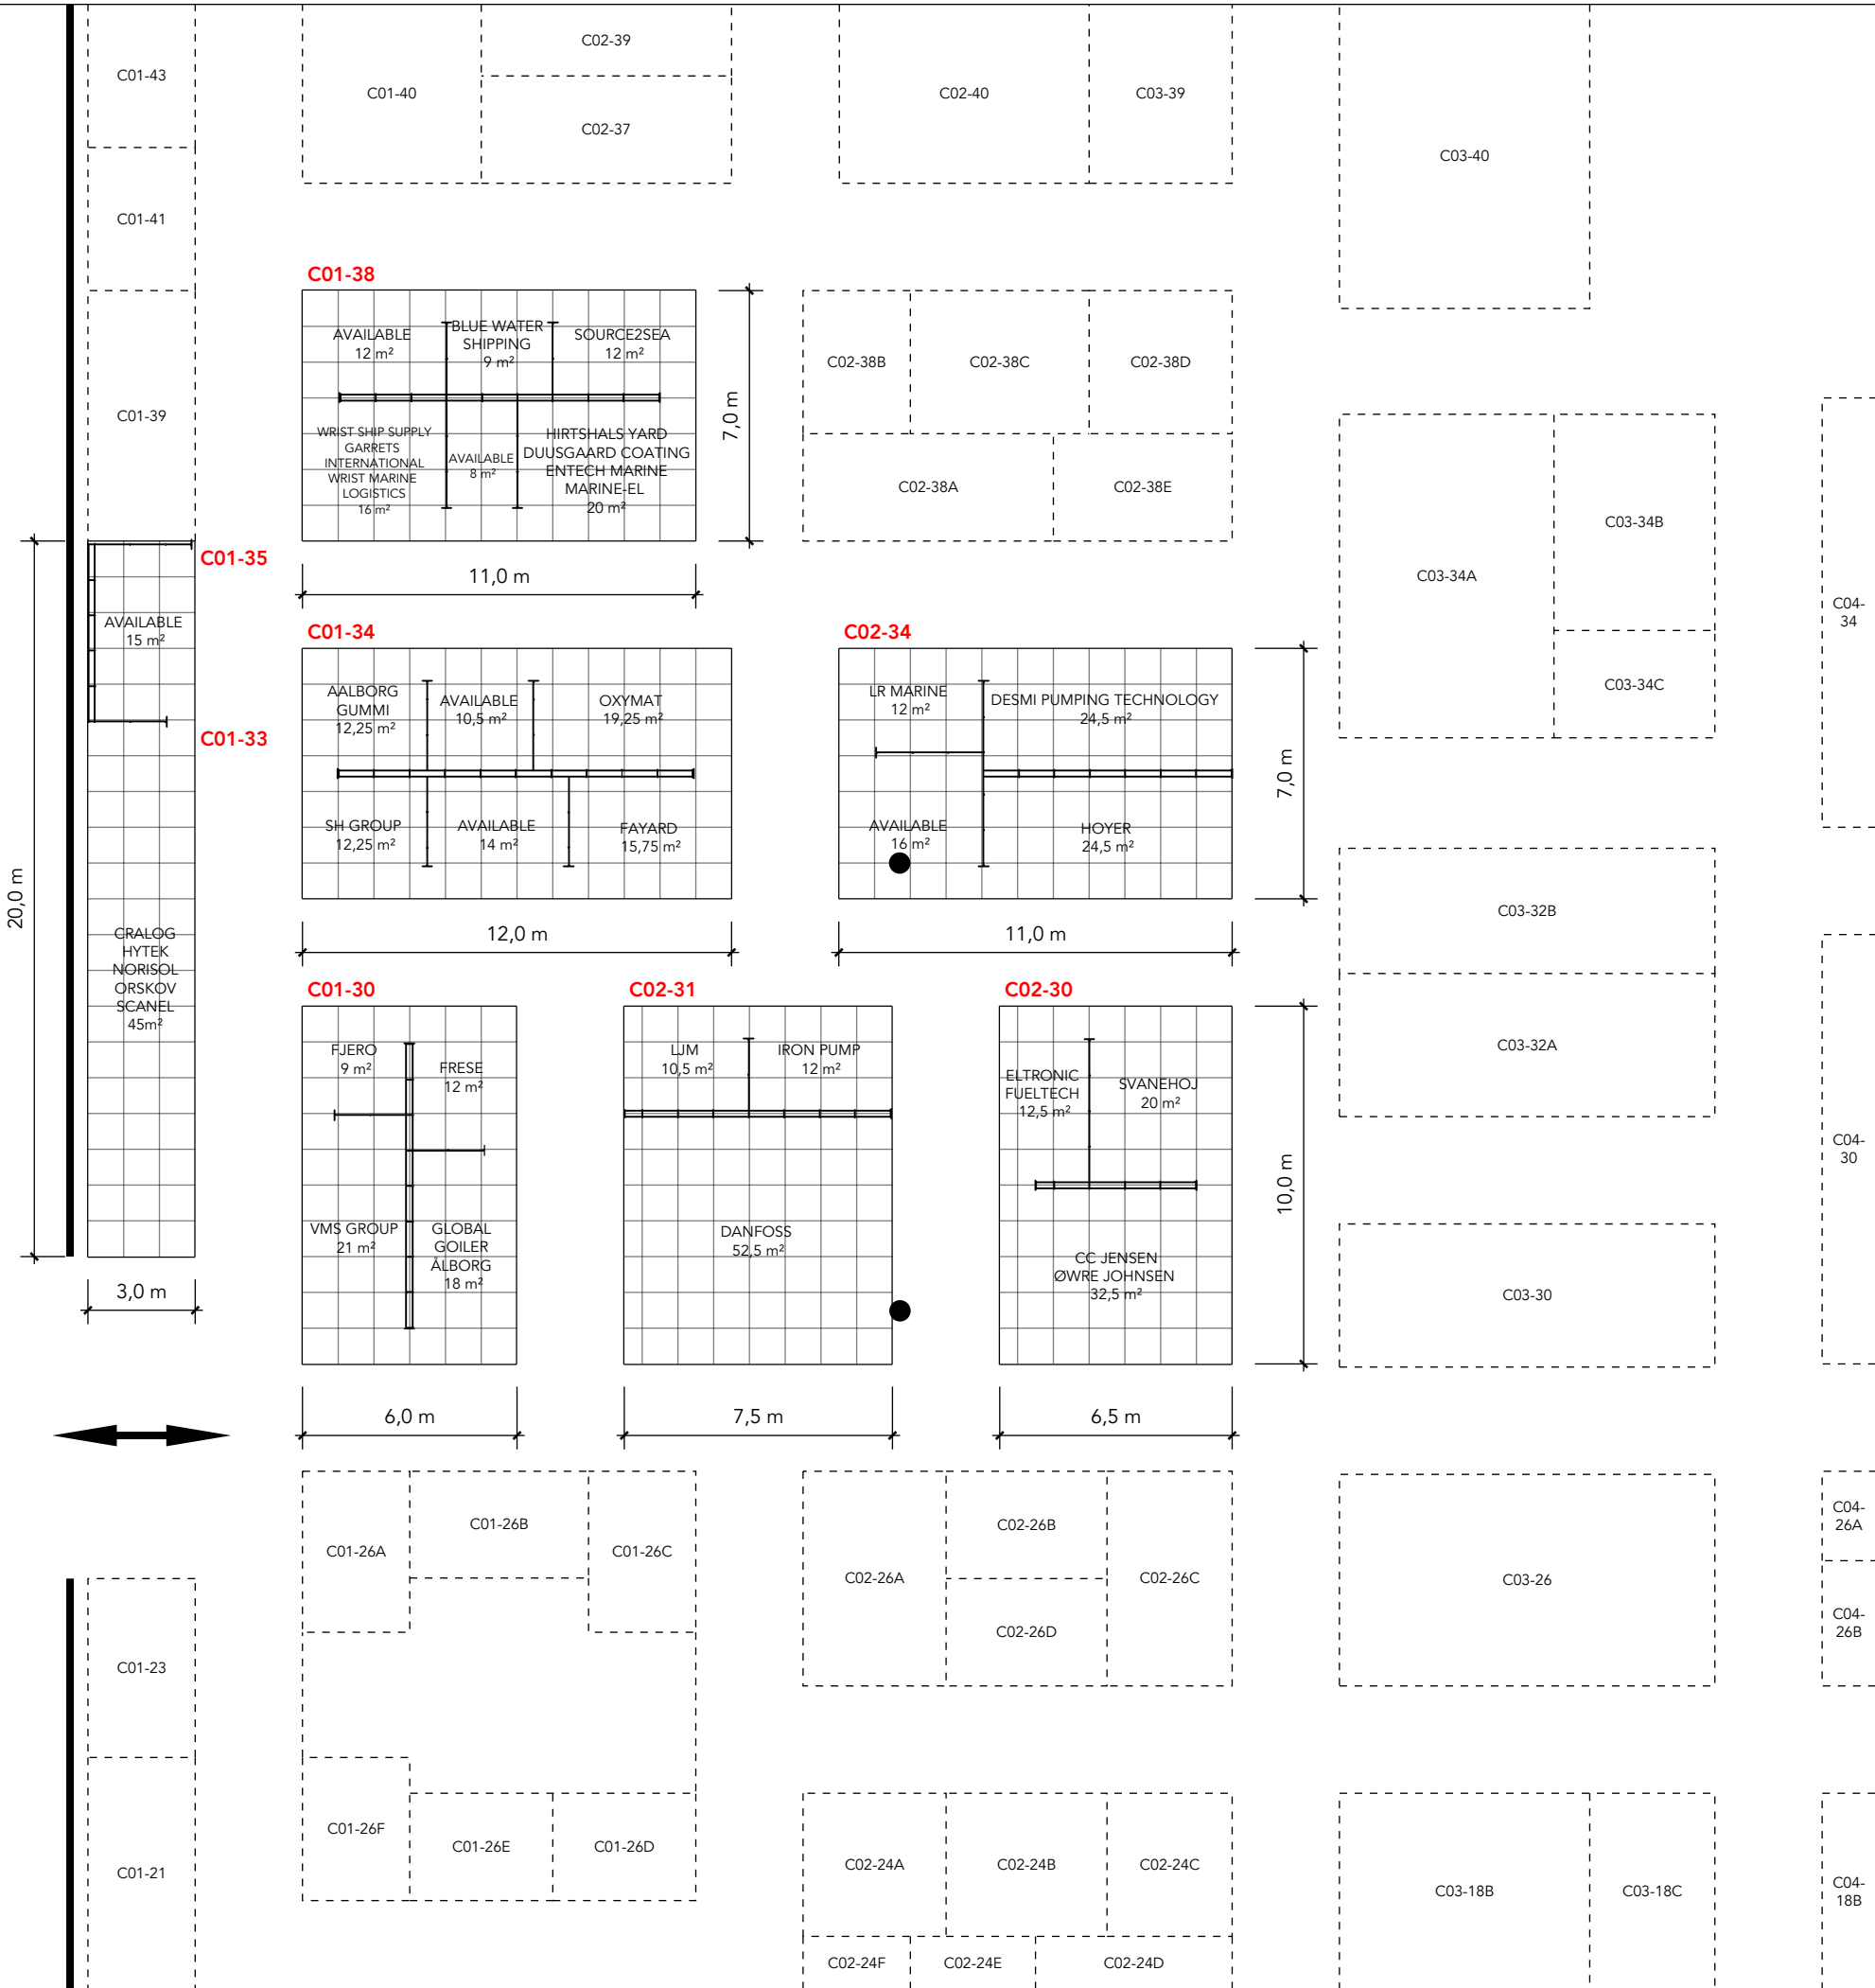 C01-43
C01-40
C02-39
C02-37
C02-40
C03-39
C03-40
C01-41
C01-39
C01-38
AVAILABLE
12 m²
BLUE WATER
SHIPPING
9 m²
SOURCE2SEA
12 m²
WRIST SHIP SUPPLY
GARRETS
INTERNATIONAL
WRIST MARINE
LOGISTICS
16 m²
AVAILABLE
8 m²
HIRTSHALS YARD
DUUSGAARD COATING
ENTECH MARINE
MARINE-EL
20 m²
7,0 m
11,0 m
C02-38B
C02-38C
C02-38D
C02-38A
C02-38E
C03-34A
C03-34B
C03-34C
C04-
34
C01-35
AVAILABLE
15 m²
C01-33
20,0 m
CRALOG
HYTEK
NORISOL
ORSKOV
SCANEL
45m²
3,0 m
C01-34
AALBORG
GUMMI
12,25 m²
AVAILABLE
10,5 m²
OXYMAT
19,25 m²
SH GROUP
12,25 m²
AVAILABLE
14 m²
FAYARD
15,75 m²
12,0 m
C02-34
LR MARINE
12 m²
DESMI PUMPING TECHNOLOGY
24,5 m²
AVAILABLE
16 m²
HOYER
24,5 m²
7,0 m
11,0 m
C03-32B
C03-32A
C04-
30
C01-30
FJERO
9 m²
FRESE
12 m²
VMS GROUP
21 m²
GLOBAL
GOILER
ÅLBORG
18 m²
6,0 m
C02-31
LJM
10,5 m²
IRON PUMP
12 m²
DANFOSS
52,5 m²
7,5 m
C02-30
ELTRONIC
FUELTECH
12,5 m²
SVANEHOJ
20 m²
CC JENSEN
ØWRE JOHNSEN
32,5 m²
10,0 m
6,5 m
C03-30
C01-26A
C01-26B
C01-26C
C02-26A
C02-26B
C02-26C
C02-26D
C03-26
C04-
26A
C04-
26B
C01-23
C01-21
C01-26F
C01-26E
C01-26D
C02-24A
C02-24B
C02-24C
C02-24F
C02-24E
C02-24D
C03-18B
C03-18C
C04-
18B